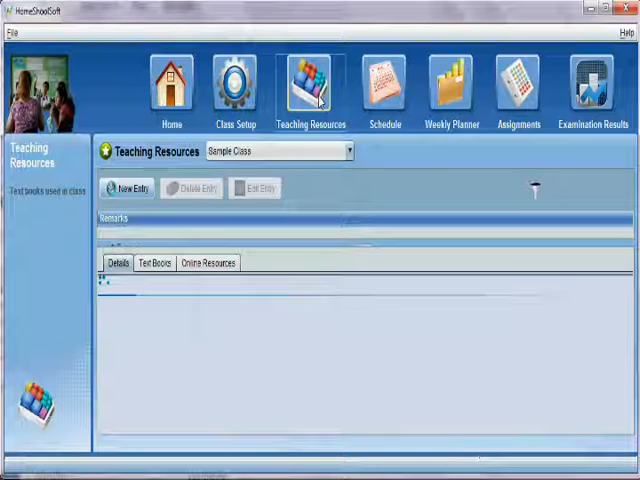 HomeShoolSoft
File
Help
Home
Class Setup
Teaching Resources
Schedule
Weekly Planner
Assignments
Examination Results
Teaching
Resources
Text books used in class
Teaching Resources
Sample Class
New Entry
Delete Entry
Edit Entry
Remarks
Details
Text Books
Online Resources